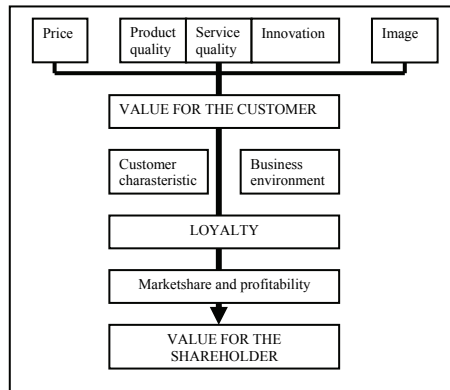 Price
Product
quality
Service
quality
Innovation
Image
VALUE FOR THE CUSTOMER
Customer
charasteristic
Business
environment
LOYALTY
Marketshare and profitability
VALUE FOR THE
SHAREHOLDER